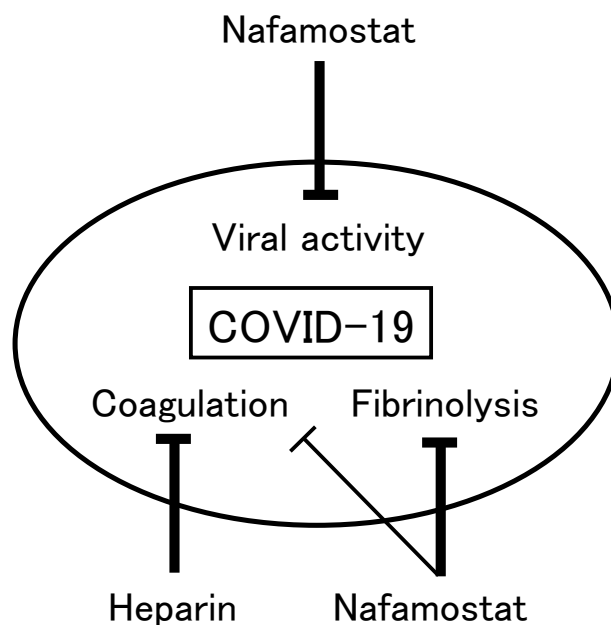 Nafamostat
Viral activity
COVID-19
Coagulation Fibrinolysis
Heparin Nafamostat